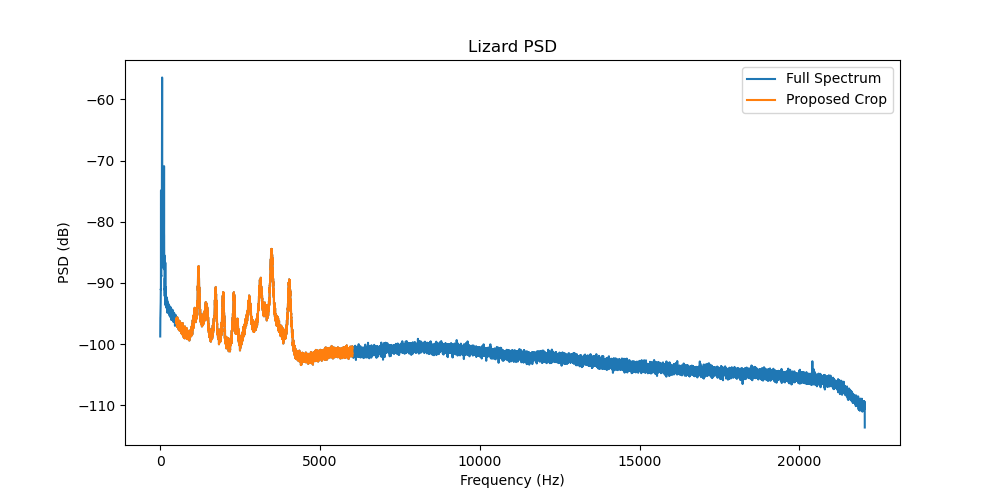 Lizard PSD
Full Spectrum
Proposed Crop
PSD (dB)
−60
−70
−80
−90
−100
−110
0
5000
10000
15000
20000
Frequency (Hz)